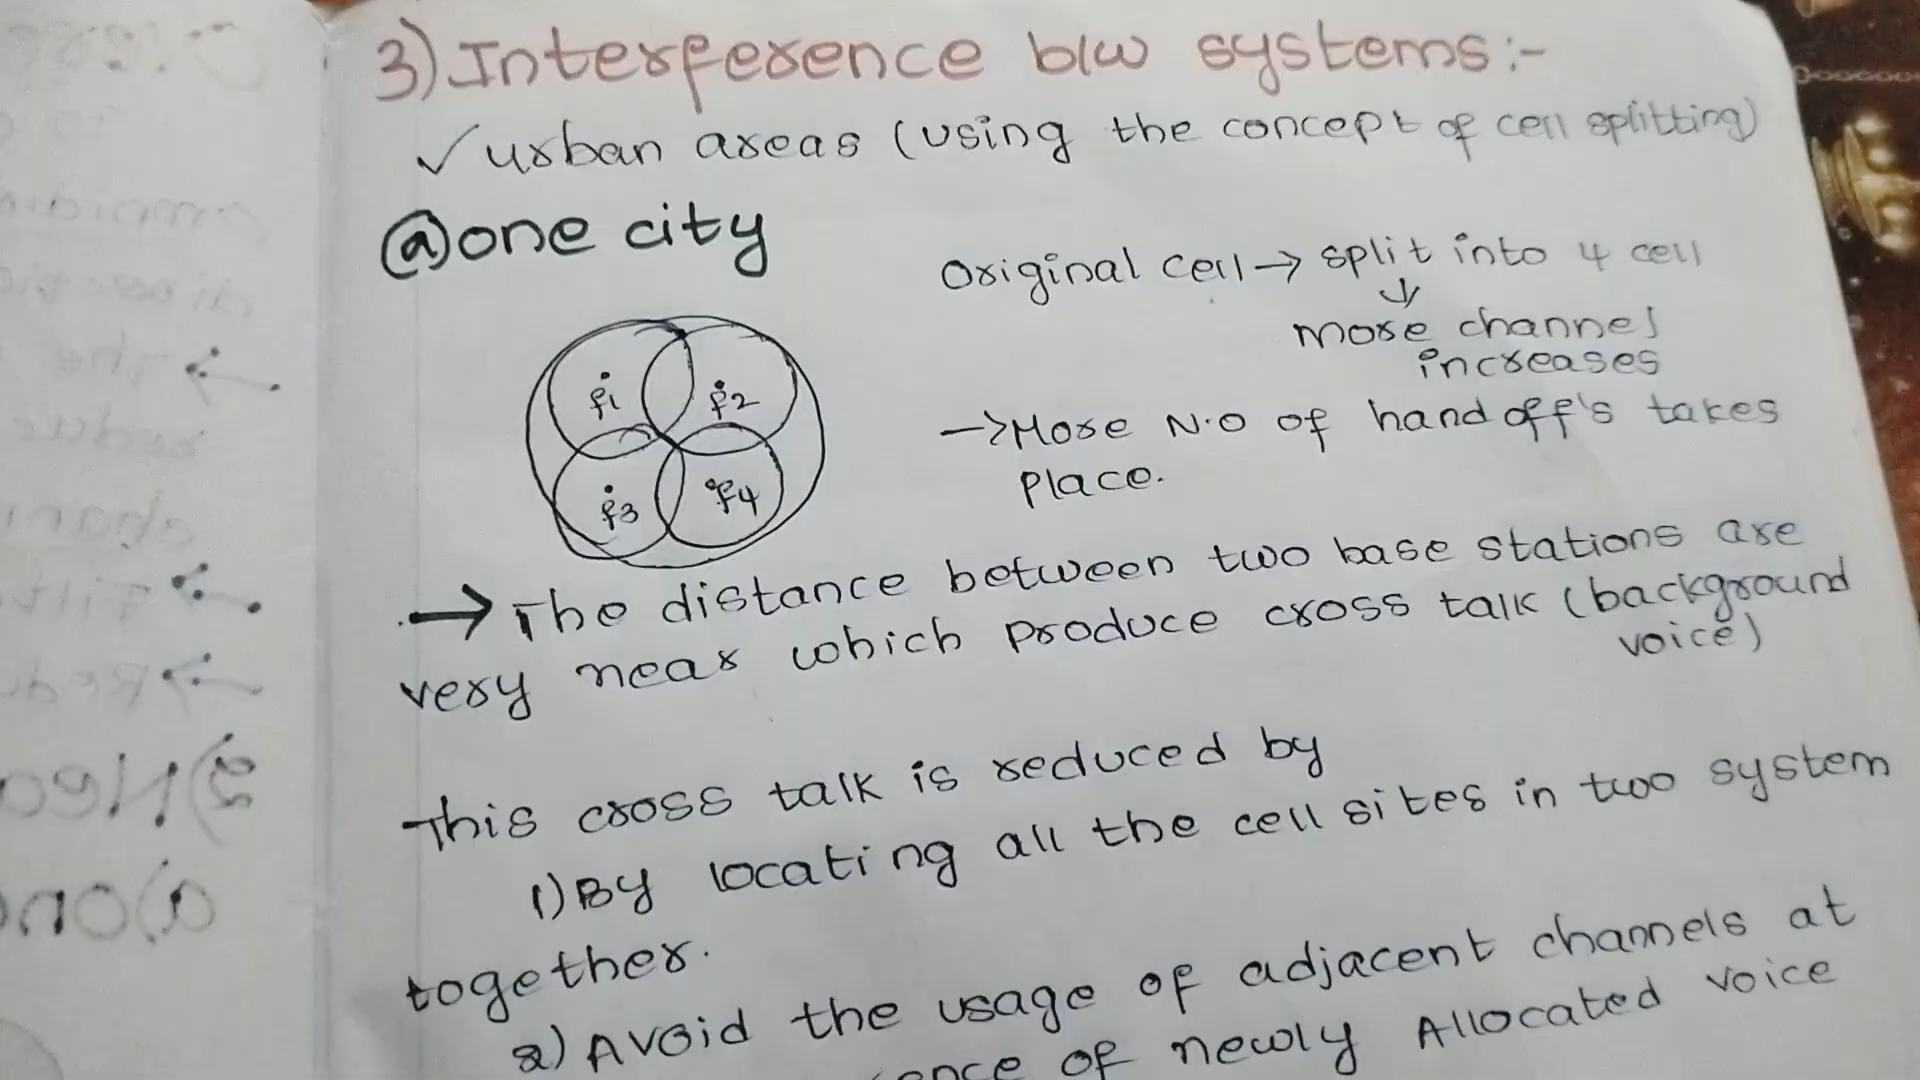 3) Interference b/w systems:-
✓ urban areas (using the concept of cell splitting)
@one city
Original cell → split into 4 cell
↓
more channel
increases
f1 f2
f3 f4
→ More N.O of hand off's takes
place.
→ The distance between two base stations are
very near which produce cross talk (background
voice)
This cross talk is reduced by
1) By locating all the cell sites in two system
together.
2) Avoid the usage of adjacent channels at
of newly Allocated voice